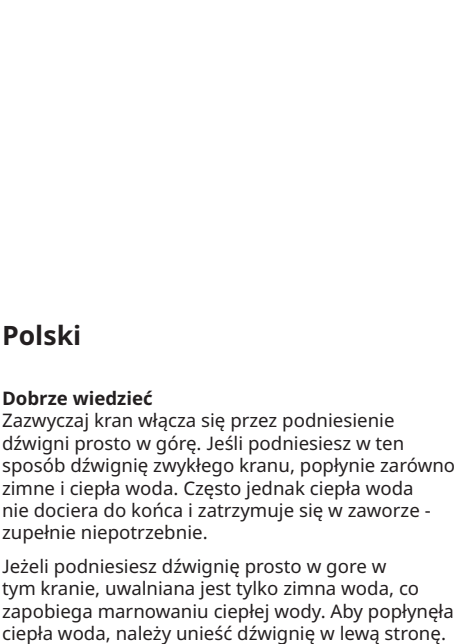 Polski
Dobrze wiedzieć
Zazwyczaj kran włącza się przez podniesienie
dźwigni prosto w górę. Jeśli podniesiesz w ten
sposób dźwignię zwykłego kranu, popłynie zarówno
zimne i ciepła woda. Często jednak ciepła woda
nie dociera do końca i zatrzymuje się w zaworze -
zupełnie niepotrzebnie.
Jeżeli podniesiesz dźwignię prosto w gore w
tym kranie, uwalniana jest tylko zimna woda, co
zapobiega marnowaniu ciepłej wody. Aby popłynęła
ciepła woda, należy unieść dźwignię w lewą stronę.